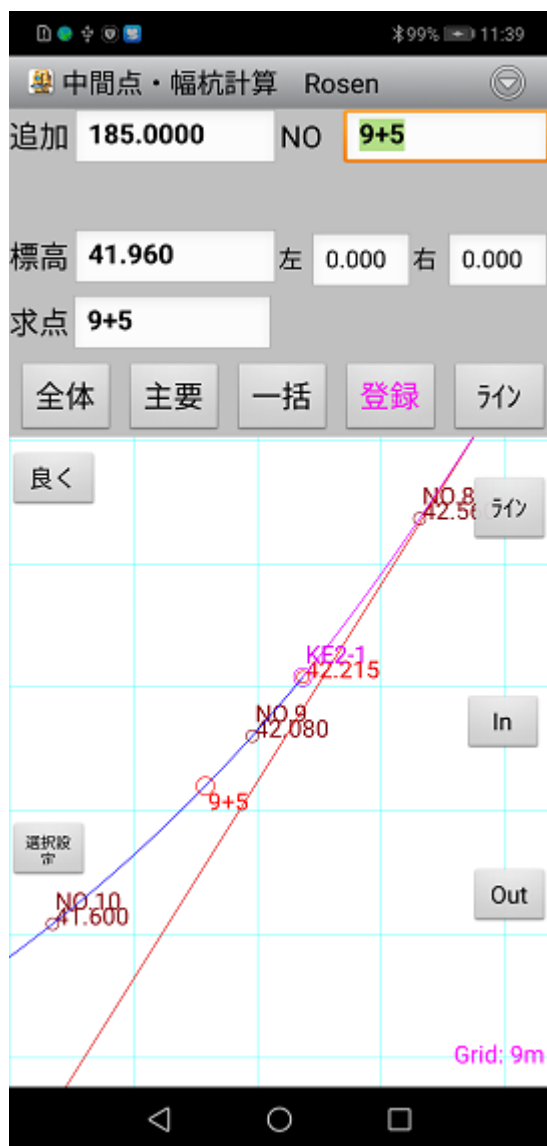 99% 11:39
中間点・幅杭計算 Rosen
追加 185.0000 NO 9+5
標高 41.960 左 0.000 右 0.000
求点 9+5
全体 主要 一括 登録 ﾗｲﾝ
良く
NO.8
42.56
ﾗｲﾝ
KE2-1
42.215
NO.9
42.080
In
9+5
選択設
定
NO.10
41.600
Out
Grid: 9m